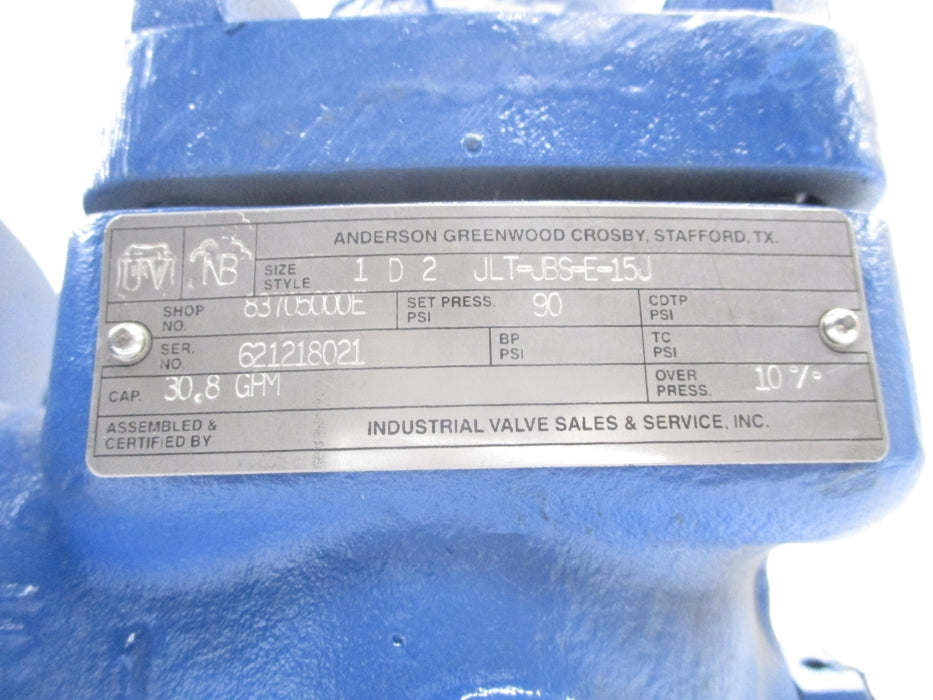 UV NB ANDERSON GREENWOOD CROSBY, STAFFORD, TX.
SIZE STYLE 1 D 2 JLT-JBS-E-15J
SHOP NO. 83705000E SET PRESS. PSI 90 CDTP PSI
SER. NO. 621218021 BP PSI TC PSI
CAP. 30.8 GPM OVER PRESS. 10%
ASSEMBLED & CERTIFIED BY INDUSTRIAL VALVE SALES & SERVICE, INC.